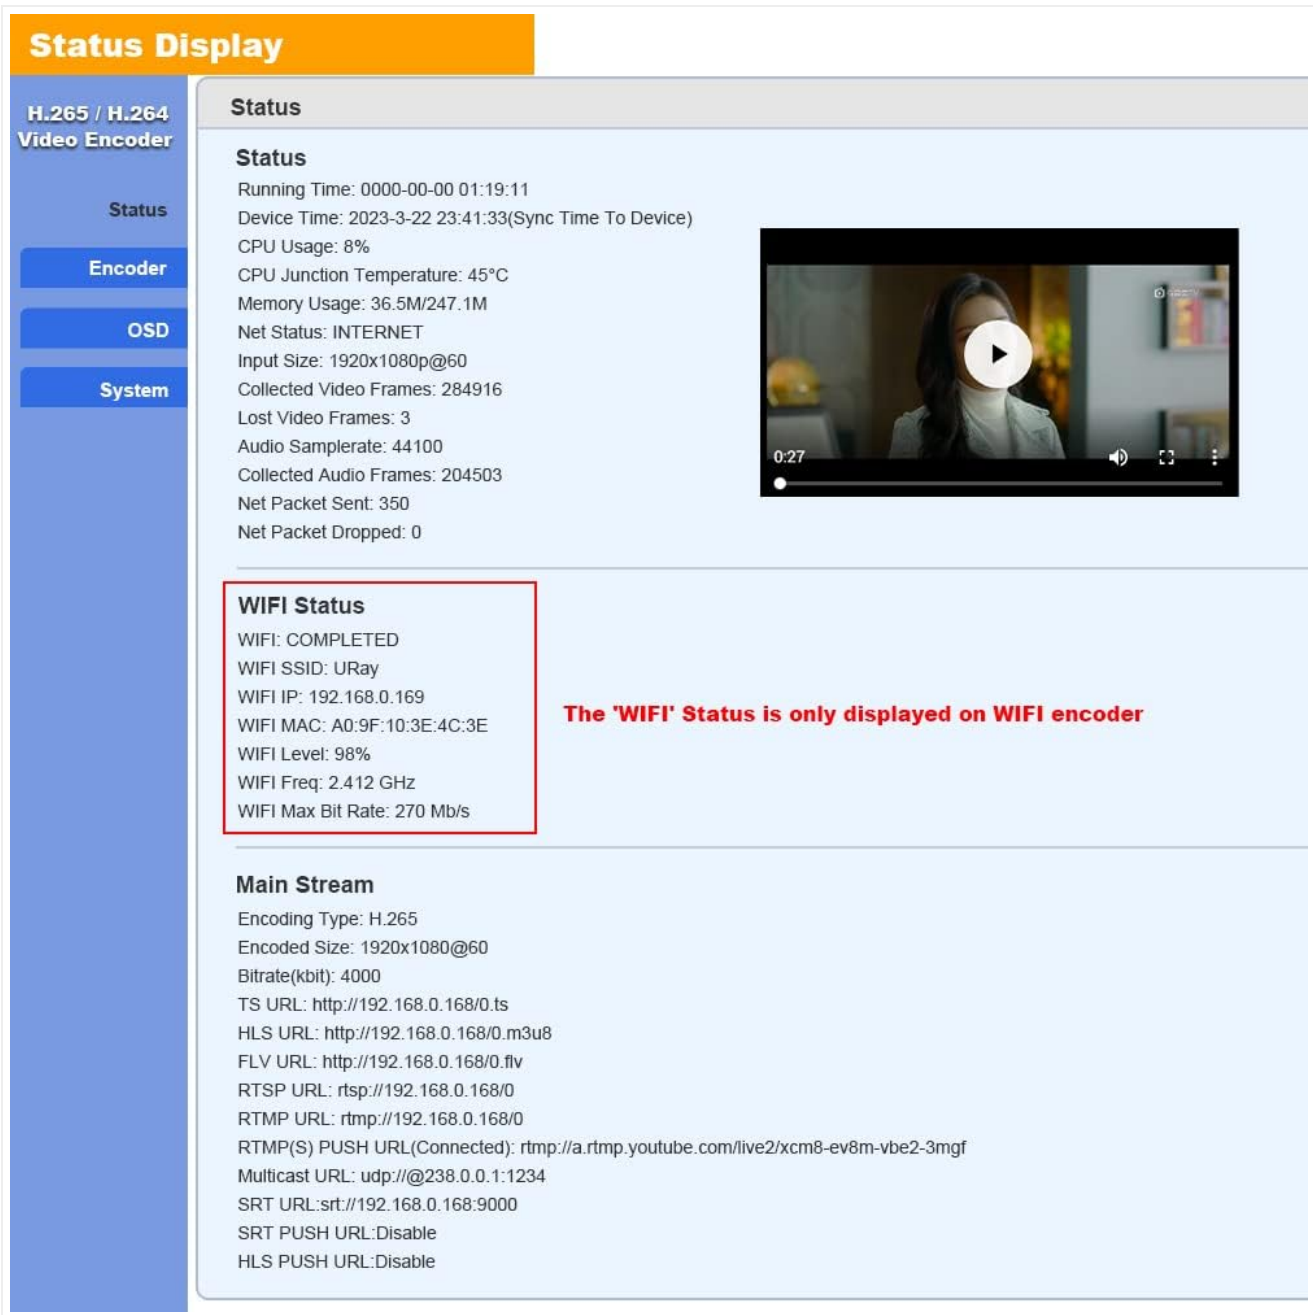 Status Display
H.265 / H.264
Video Encoder
Status
Encoder
OSD
System
Status
Status
Running Time: 0000-00-00 01:19:11
Device Time: 2023-3-22 23:41:33(Sync Time To Device)
CPU Usage: 8%
CPU Junction Temperature: 45°C
Memory Usage: 36.5M/247.1M
Net Status: INTERNET
Input Size: 1920x1080p@60
Collected Video Frames: 284916
Lost Video Frames: 3
Audio Samplerate: 44100
Collected Audio Frames: 204503
Net Packet Sent: 350
Net Packet Dropped: 0
0:27
WIFI Status
WIFI: COMPLETED
WIFI SSID: URay
WIFI IP: 192.168.0.169
WIFI MAC: A0:9F:10:3E:4C:3E
WIFI Level: 98%
WIFI Freq: 2.412 GHz
WIFI Max Bit Rate: 270 Mb/s
The 'WIFI' Status is only displayed on WIFI encoder
Main Stream
Encoding Type: H.265
Encoded Size: 1920x1080@60
Bitrate(kbit): 4000
TS URL: http://192.168.0.168/0.ts
HLS URL: http://192.168.0.168/0.m3u8
FLV URL: http://192.168.0.168/0.flv
RTSP URL: rtsp://192.168.0.168/0
RTMP URL: rtmp://192.168.0.168/0
RTMP(S) PUSH URL(Connected): rtmp://a.rtmp.youtube.com/live2/xcm8-ev8m-vbe2-3mgf
Multicast URL: udp://@238.0.0.1:1234
SRT URL:srt://192.168.0.168:9000
SRT PUSH URL:Disable
HLS PUSH URL:Disable